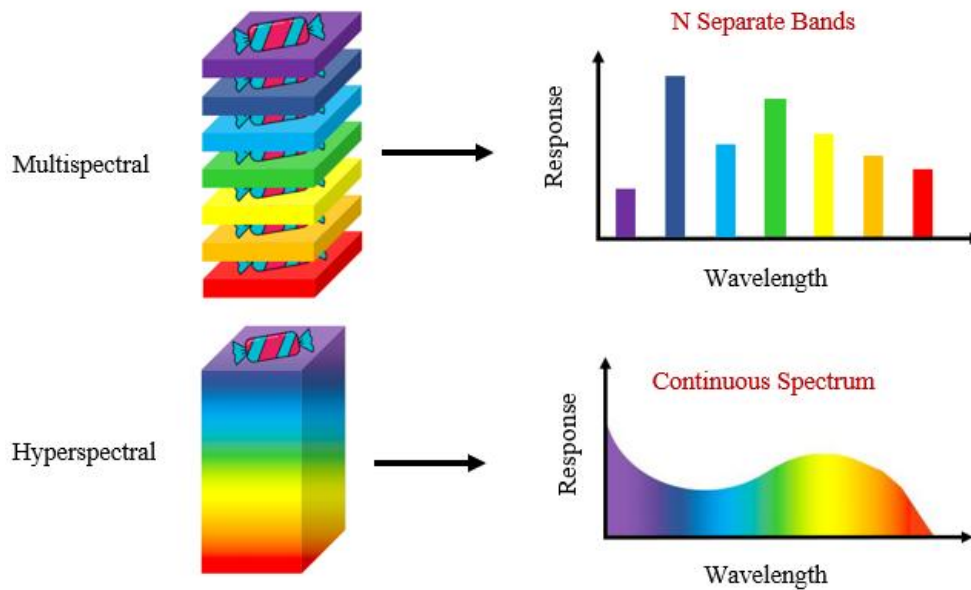 N Separate Bands
Multispectral
Response
Wavelength
Continuous Spectrum
Hyperspectral
Response
Wavelength